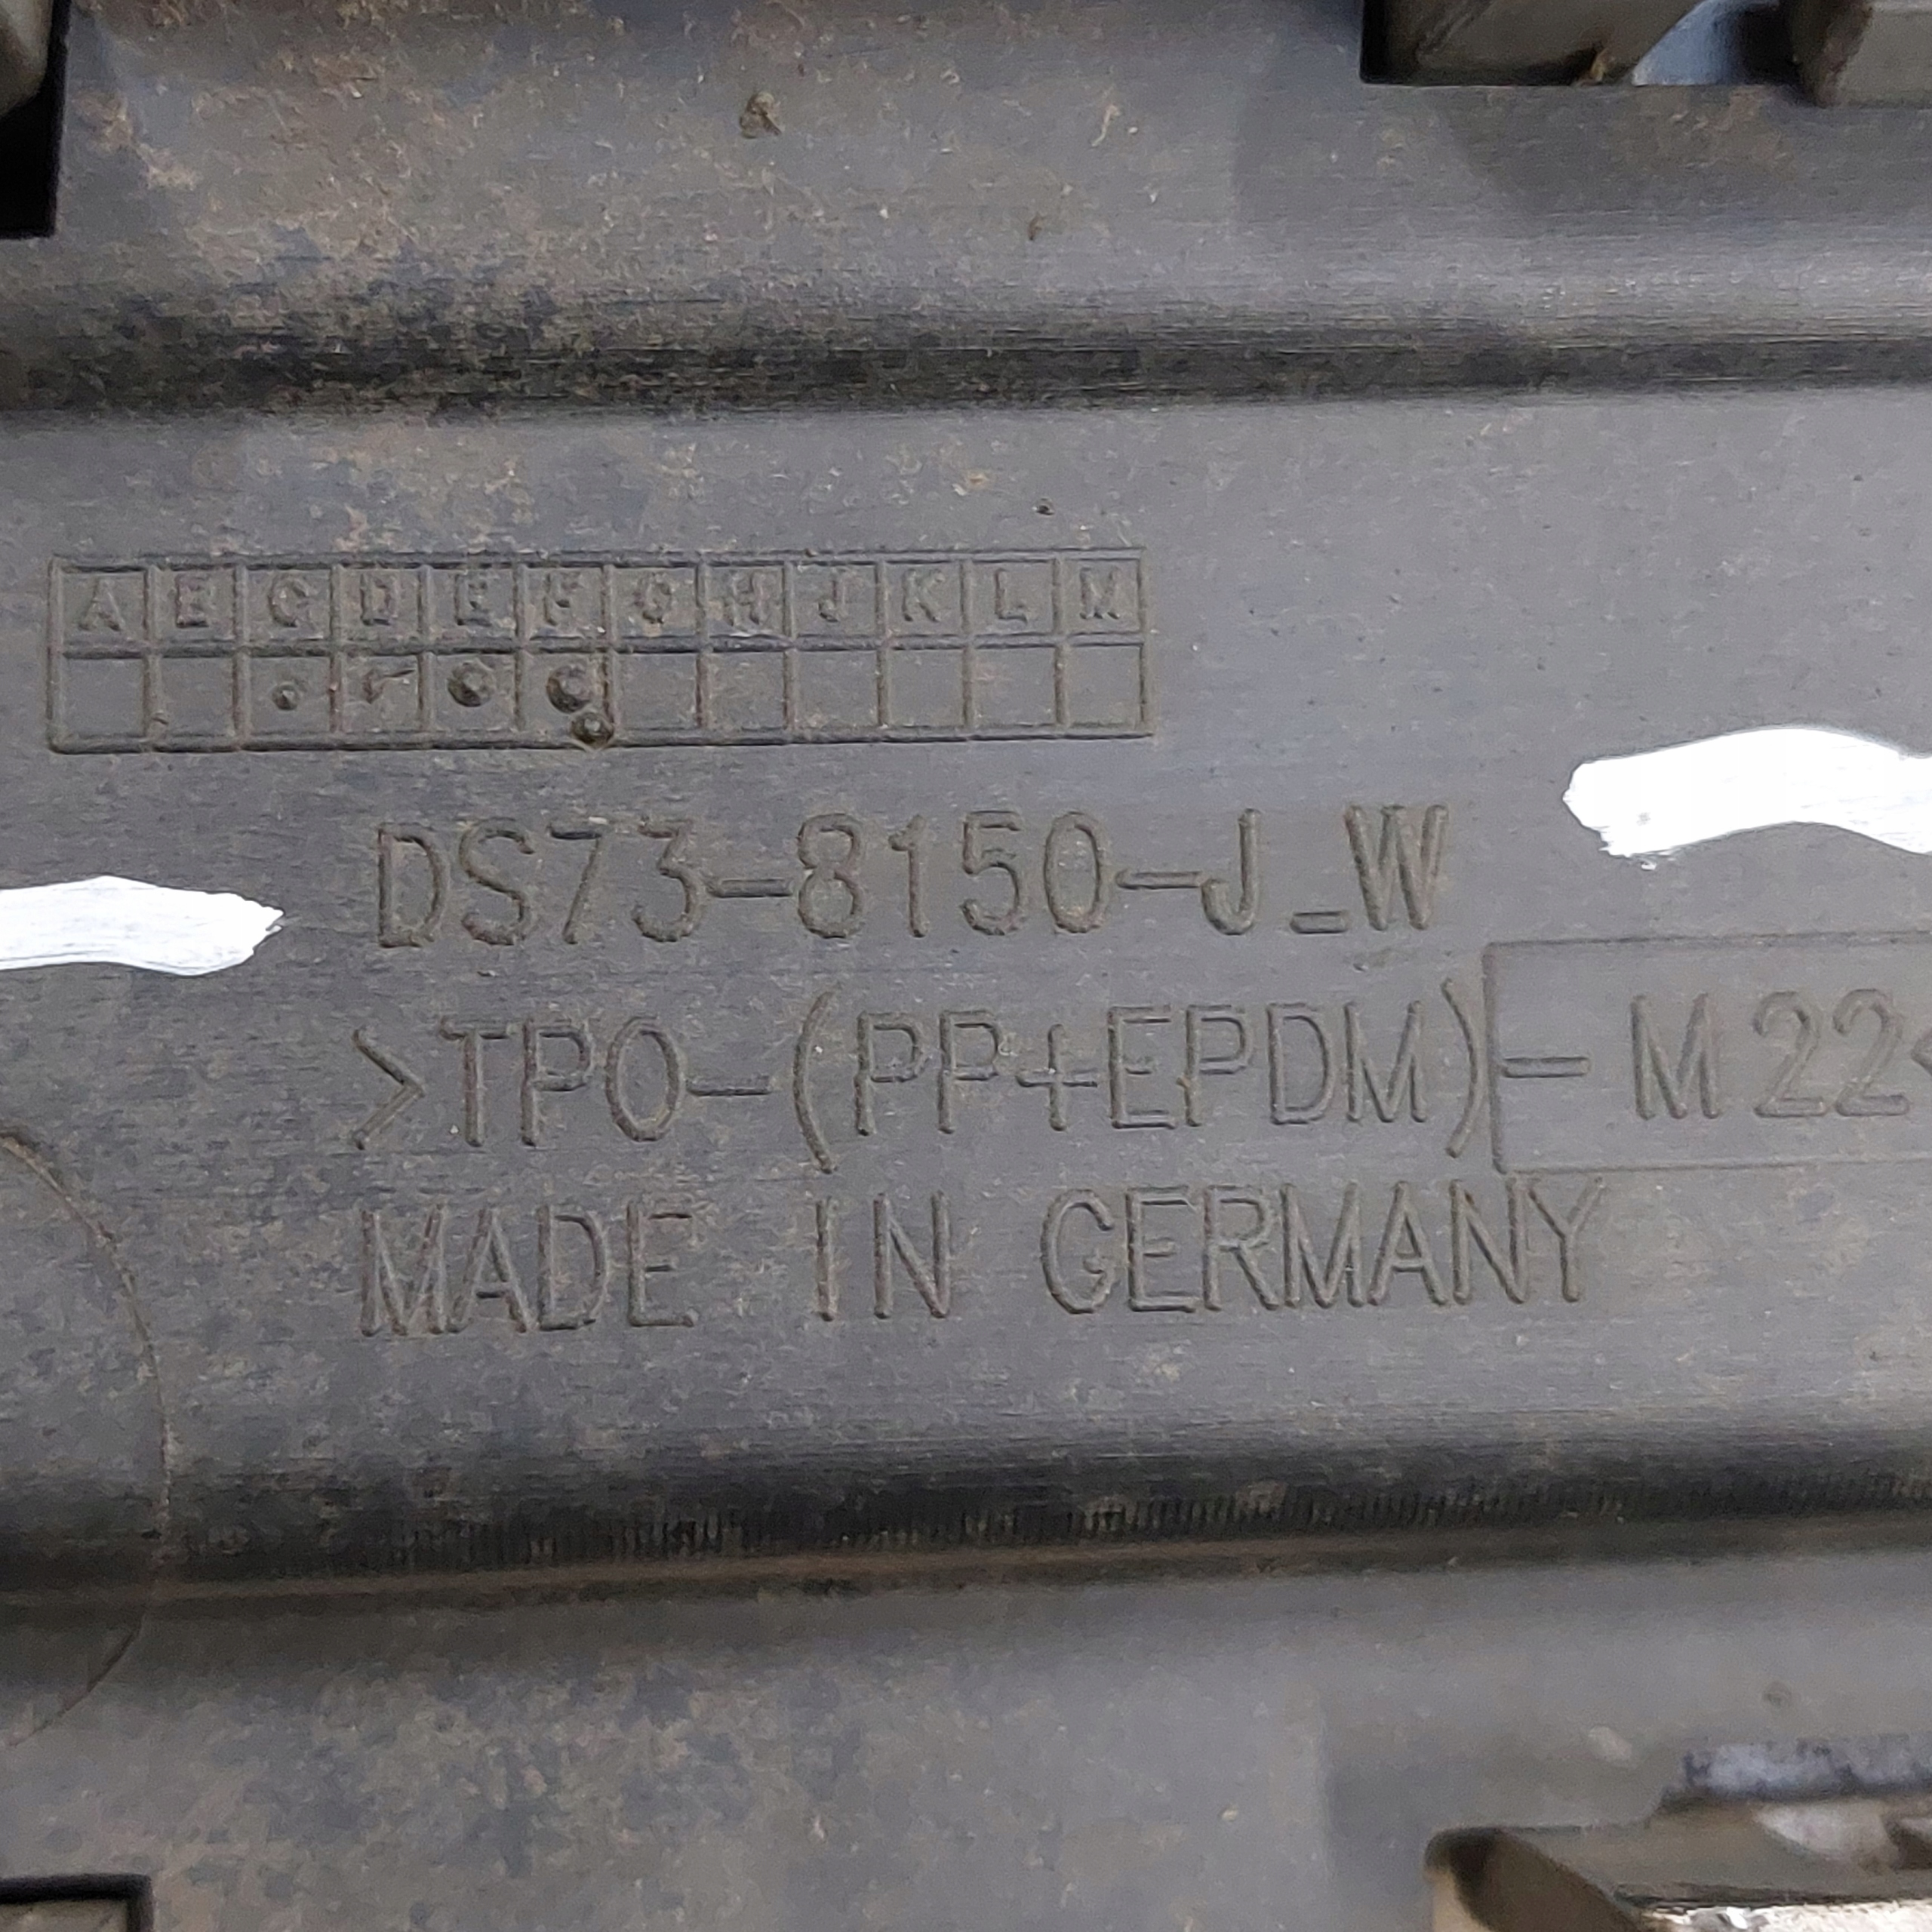 A B C D E F G H J K L M
DS73-8150-J_W
>TPO-(PP+EPDM)- M22<
MADE IN GERMANY